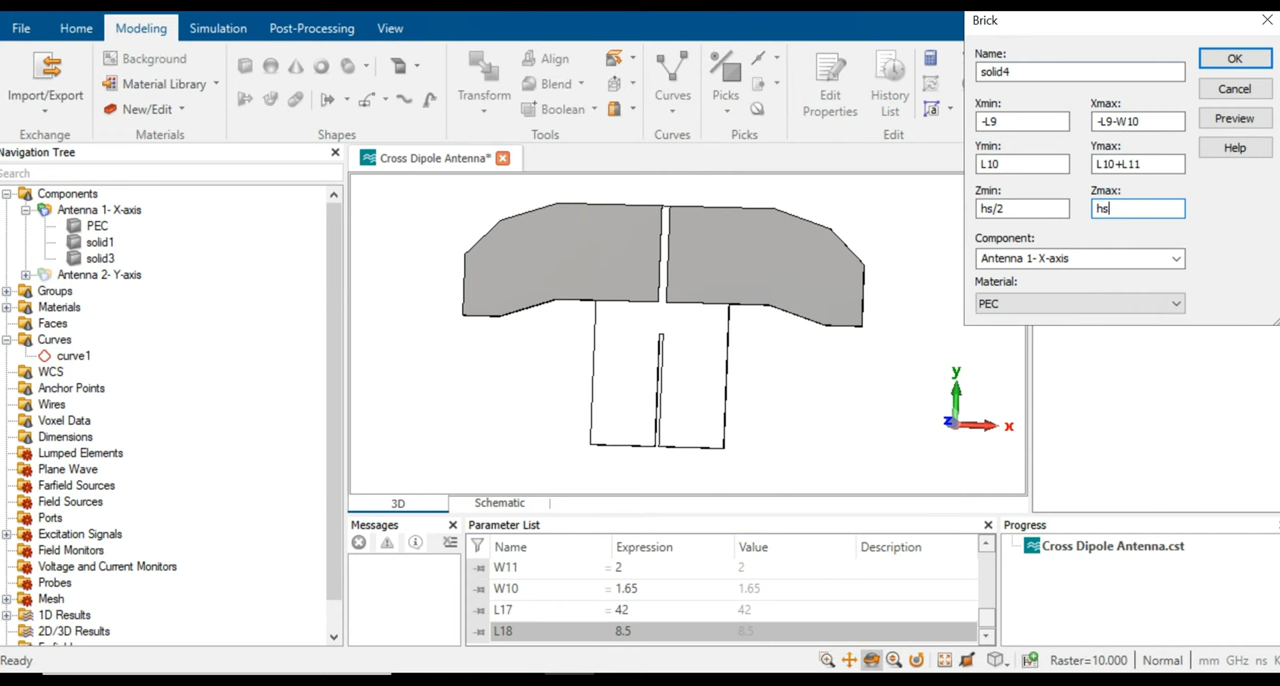 File Home Modeling Simulation Post-Processing View
Import/Export
Exchange
Background
Material Library
New/Edit
Materials
Shapes
Transform
Align
Blend
Boolean
Tools
Curves
Curves
Picks
Picks
Edit
Properties
History
List
Edit
Navigation Tree
Search
Components
Antenna 1- X-axis
PEC
solid1
solid3
Antenna 2- Y-axis
Groups
Materials
Faces
Curves
curve1
WCS
Anchor Points
Wires
Voxel Data
Dimensions
Lumped Elements
Plane Wave
Farfield Sources
Field Sources
Ports
Excitation Signals
Field Monitors
Voltage and Current Monitors
Probes
Mesh
1D Results
2D/3D Results
Cross Dipole Antenna*
y
z
x
3D Schematic
Brick
Name:
solid4
OK
Cancel
Preview
Help
Xmin: Xmax:
-L9 -L9-W10
Ymin: Ymax:
L10 L10+L11
Zmin: Zmax:
hs/2 hs
Component:
Antenna 1- X-axis
Material:
PEC
Messages
Parameter List
Name Expression Value Description
W11 = 2 2
W10 = 1.65 1.65
L17 = 42 42
L18 8.5 8.5
Progress
Cross Dipole Antenna.cst
Ready
Raster=10.000 Normal mm GHz ns K